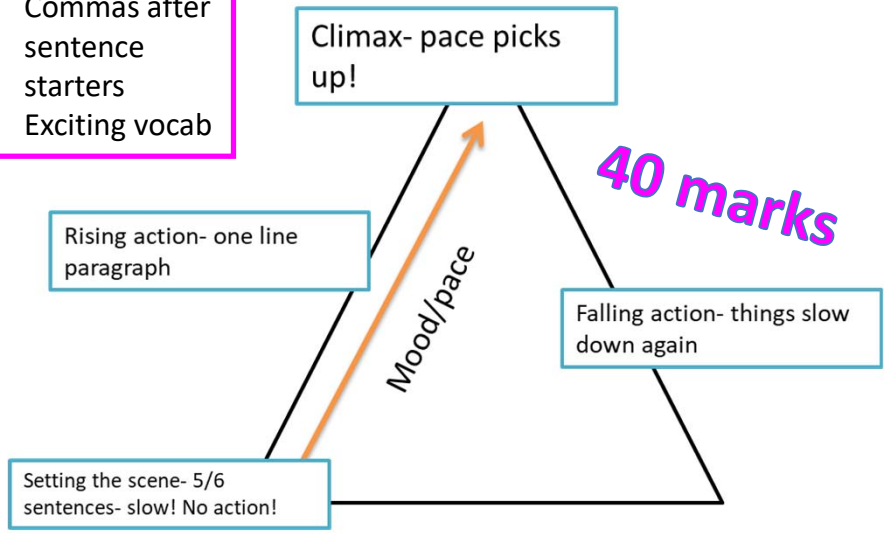 Commas after
sentence
starters
Exciting vocab
Climax- pace picks
up!
40 marks
Rising action- one line
paragraph
Mood/pace
Falling action- things slow
down again
Setting the scene- 5/6
sentences- slow! No action!